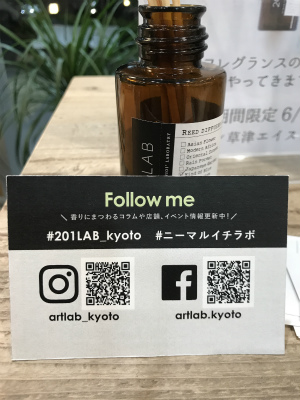 フレグランスの
やってきま
期間限定 6/
草津エイス
LAB
REED DIFFU
Follow me
＼ 香りにまつわるコラムや店舗、イベント情報更新中！／
#201LAB_kyoto #ニーマルイチラボ
artlab_kyoto
artlab.kyoto